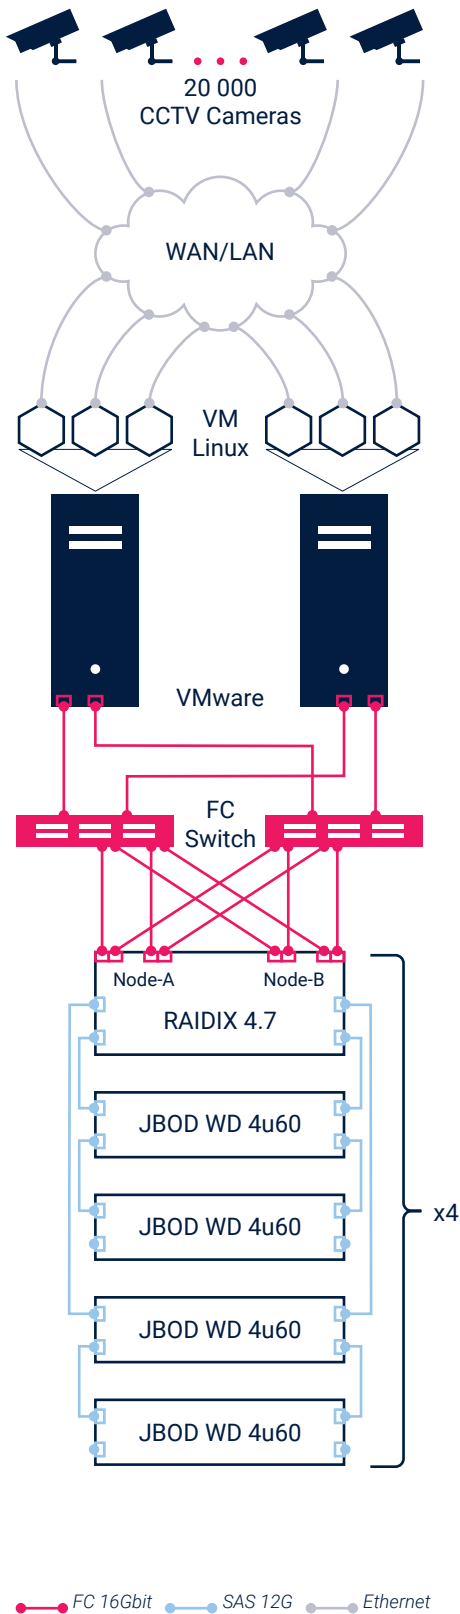 20 000
CCTV Cameras
WAN/LAN
VM
Linux
VMware
FC
Switch
Node-A
Node-B
RAIDIX 4.7
JBOD WD 4u60
JBOD WD 4u60
x4
JBOD WD 4u60
JBOD WD 4u60
FC 16Gbit
SAS 12G
Ethernet